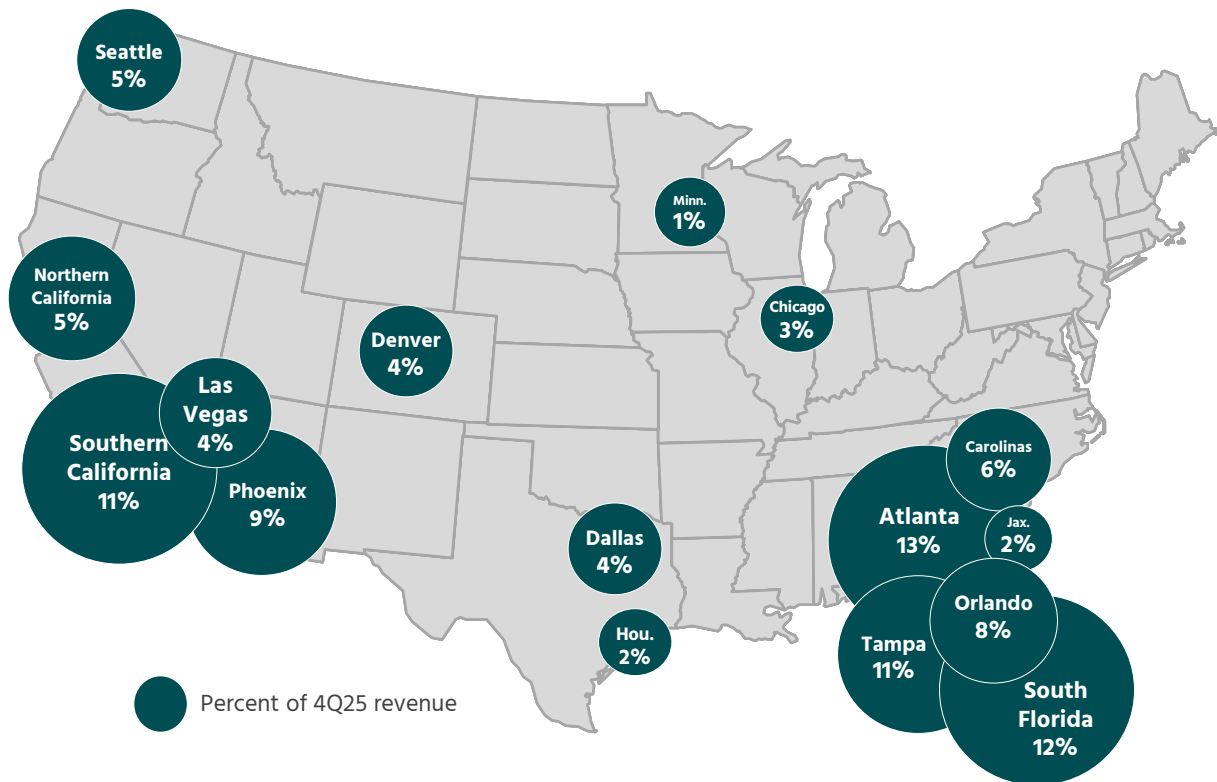 Seattle
5%
Minn.
1%
Northern
California
5%
Chicago
3%
Denver
4%
Las
Vegas
4%
Southern
California
11%
Phoenix
9%
Carolinas
6%
Atlanta
13%
Jax.
2%
Dallas
4%
Orlando
8%
Hou.
2%
Tampa
11%
South
Florida
12%
Percent of 4Q25 revenue